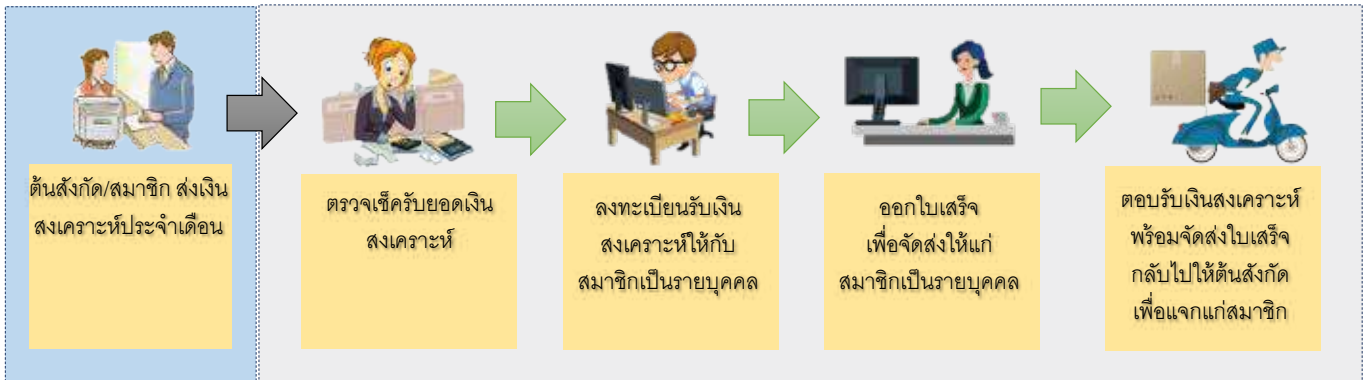 ต้นสังกัด/สมาชิก ส่งเงิน
สงเคราะห์ประจำเดือน
ตรวจเช็ครับยอดเงิน
สงเคราะห์
ลงทะเบียนรับเงิน
สงเคราะห์ให้กับ
สมาชิกเป็นรายบุคคล
ออกใบเสร็จ
เพื่อจัดส่งให้แก่
สมาชิกเป็นรายบุคคล
ตอบรับเงินสงเคราะห์
พร้อมจัดส่งใบเสร็จ
กลับไปให้ต้นสังกัด
เพื่อแจกแก่สมาชิก